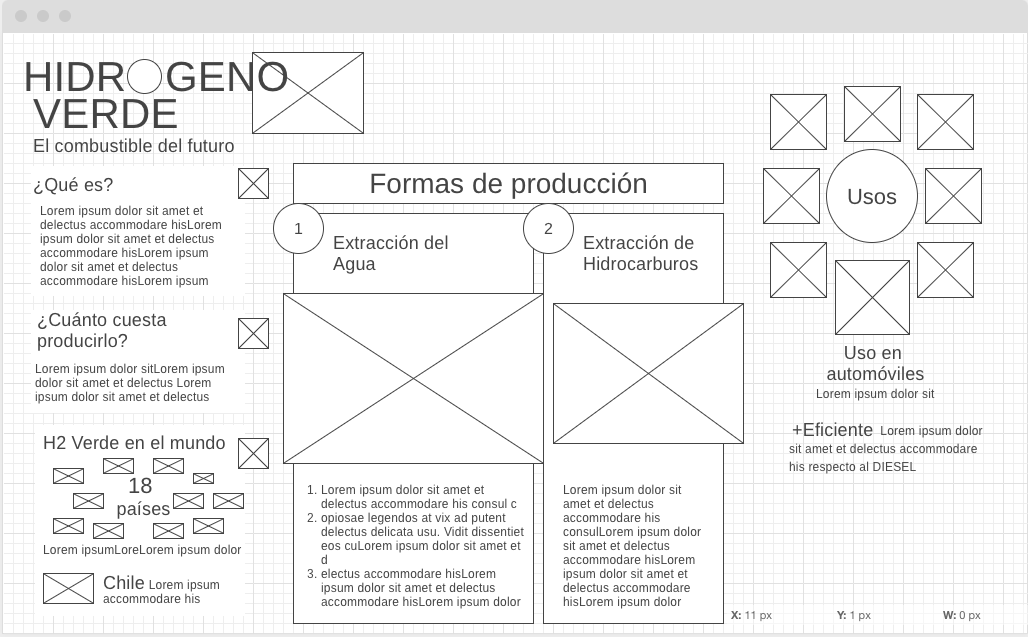 HIDR GENO
VERDE
El combustible del futuro
¿Qué es?
Lorem ipsum dolor sit amet et
delectus accommodare hisLorem
ipsum dolor sit amet et delectus
accommodare hisLorem ipsum
dolor sit amet et delectus
accommodare hisLorem ipsum
¿Cuánto cuesta
producirlo?
Lorem ipsum dolor sitLorem ipsum
dolor sit amet et delectus Lorem
ipsum dolor sit amet et delectus
H2 Verde en el mundo
18
países
Lorem ipsumLoreLorem ipsum dolor
Chile Lorem ipsum
accommodare his
Formas de producción
1
Extracción del
Agua
1. Lorem ipsum dolor sit amet et
delectus accommodare his consul c
2. opiosae legendos at vix ad putent
delectus delicata usu. Vidit dissentiet
eos cuLorem ipsum dolor sit amet et
d
3. electus accommodare hisLorem
ipsum dolor sit amet et delectus
accommodare hisLorem ipsum dolor
2
Extracción de
Hidrocarburos
Lorem ipsum dolor sit
amet et delectus
accommodare his
consulLorem ipsum dolor
sit amet et delectus
accommodare hisLorem
ipsum dolor sit amet et
delectus accommodare
hisLorem ipsum dolor
Usos
Uso en
automóviles
Lorem ipsum dolor sit
+Eficiente Lorem ipsum dolor
sit amet et delectus accommodare
his respecto al DIESEL
X: 11 px Y: 1 px W: 0 px